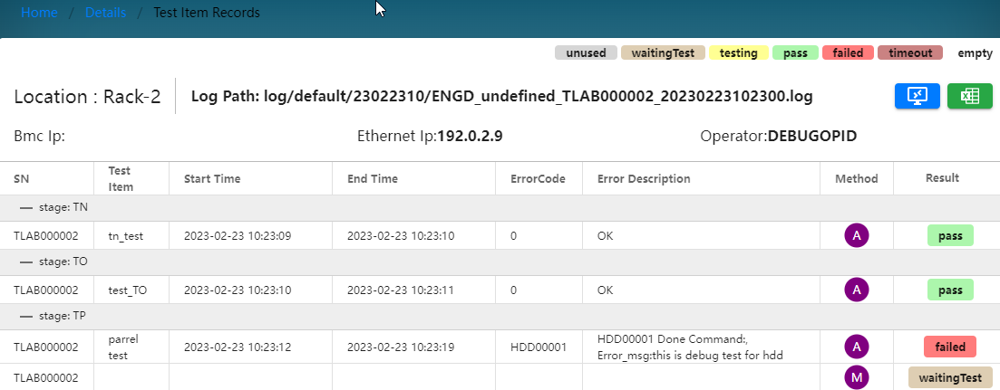 Home / Details / Test Item Records
unused waitingTest testing pass failed timeout empty
Location : Rack-2 Log Path: log/default/23022310/ENGD_undefined_TLAB000002_20230223102300.log
Bmc Ip: Ethernet Ip:192.0.2.9 Operator:DEBUGOPID
SN Test Item Start Time End Time ErrorCode Error Description Method Result
— stage: TN
TLAB000002 tn_test 2023-02-23 10:23:09 2023-02-23 10:23:10 0 OK A pass
— stage: TO
TLAB000002 test_TO 2023-02-23 10:23:10 2023-02-23 10:23:11 0 OK A pass
— stage: TP
TLAB000002 parrel test 2023-02-23 10:23:12 2023-02-23 10:23:19 HDD00001 HDD00001 Done Command:, Error_msg:this is debug test for hdd A failed
TLAB000002 M waitingTest